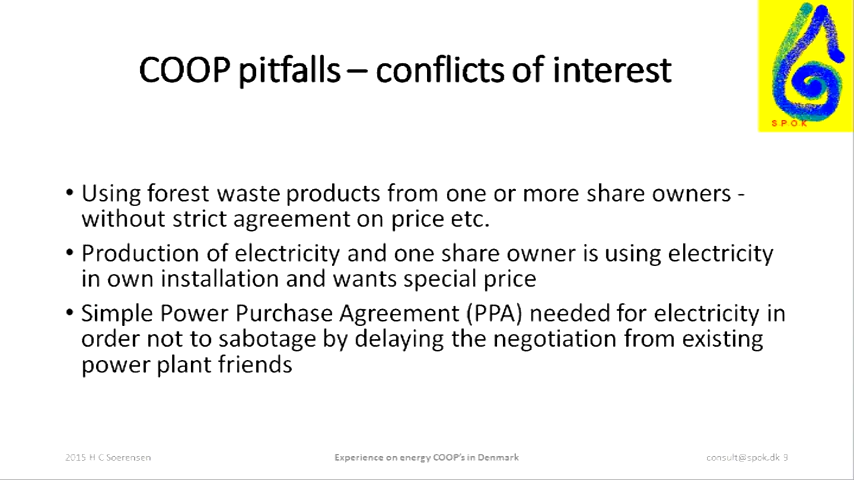 COOP pitfalls – conflicts of interest
SPOK
• Using forest waste products from one or more share owners -
without strict agreement on price etc.
• Production of electricity and one share owner is using electricity
in own installation and wants special price
• Simple Power Purchase Agreement (PPA) needed for electricity in
order not to sabotage by delaying the negotiation from existing
power plant friends
2015 H.C Soerensen
Experience on energy COOP's in Denmark
consult@spok.dk 9